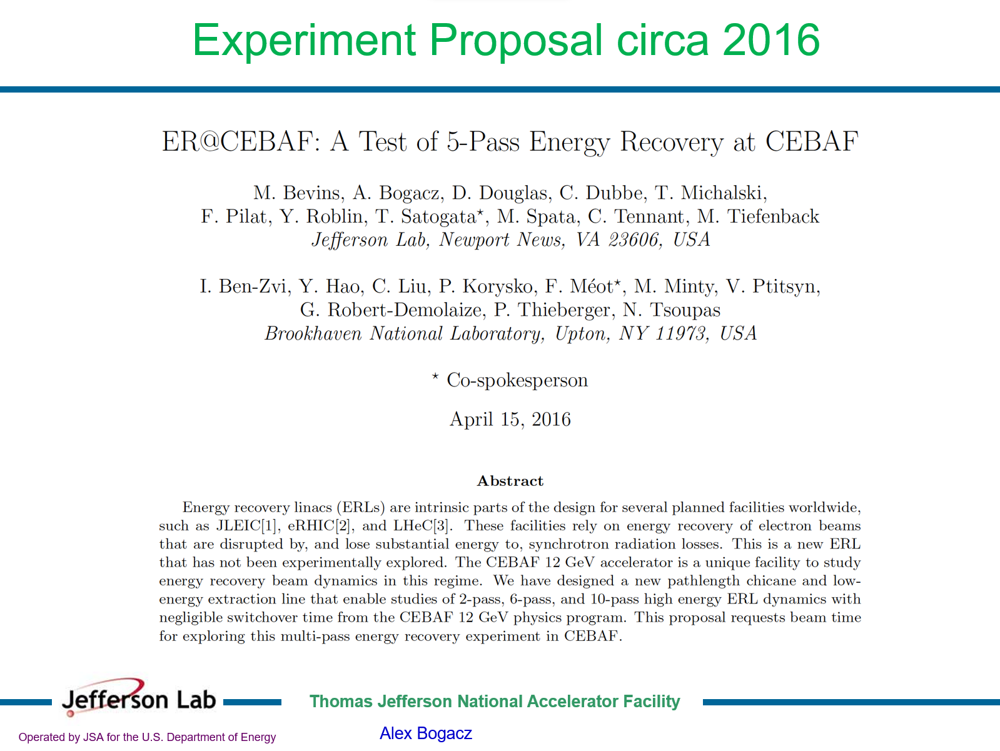 Experiment Proposal circa 2016
ER@CEBAF: A Test of 5-Pass Energy Recovery at CEBAF
M. Bevins, A. Bogacz, D. Douglas, C. Dubbe, T. Michalski,
F. Pilat, Y. Roblin, T. Satogata⋆, M. Spata, C. Tennant, M. Tiefenback
Jefferson Lab, Newport News, VA 23606, USA
I. Ben-Zvi, Y. Hao, C. Liu, P. Korysko, F. Méot⋆, M. Minty, V. Ptitsyn,
G. Robert-Demolaize, P. Thieberger, N. Tsoupas
Brookhaven National Laboratory, Upton, NY 11973, USA
⋆ Co-spokesperson
April 15, 2016
Abstract
Energy recovery linacs (ERLs) are intrinsic parts of the design for several planned facilities worldwide,
such as JLEIC[1], eRHIC[2], and LHeC[3]. These facilities rely on energy recovery of electron beams
that are disrupted by, and lose substantial energy to, synchrotron radiation losses. This is a new ERL
that has not been experimentally explored. The CEBAF 12 GeV accelerator is a unique facility to study
energy recovery beam dynamics in this regime. We have designed a new pathlength chicane and low-
energy extraction line that enable studies of 2-pass, 6-pass, and 10-pass high energy ERL dynamics with
negligible switchover time from the CEBAF 12 GeV physics program. This proposal requests beam time
for exploring this multi-pass energy recovery experiment in CEBAF.
Jefferson Lab
Thomas Jefferson National Accelerator Facility
Alex Bogacz
Operated by JSA for the U.S. Department of Energy